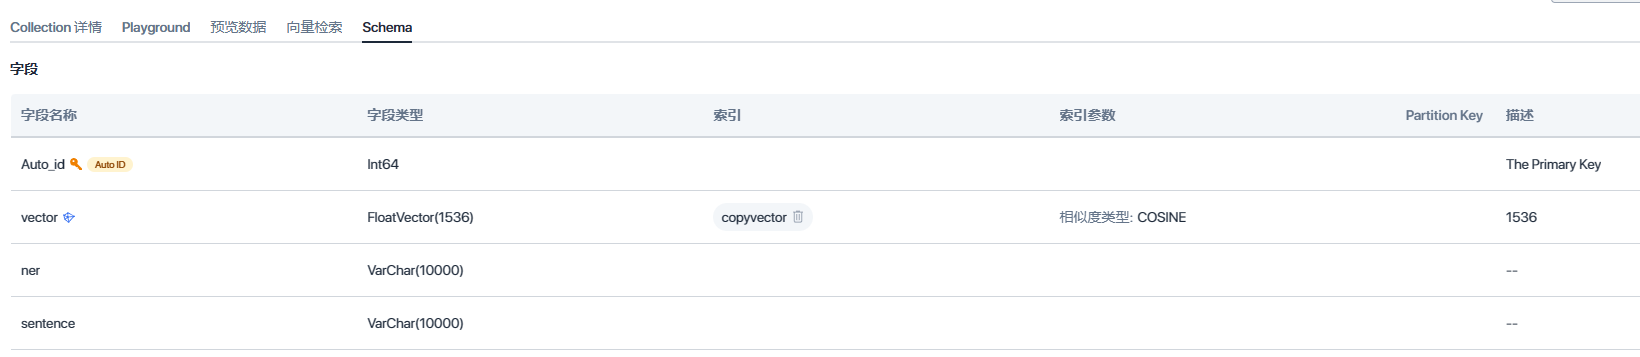 Collection 详情 Playground 预览数据 向量检索 Schema
字段
字段名称 字段类型 索引 索引参数 Partition Key 描述
Auto_id Auto ID Int64 The Primary Key
vector FloatVector(1536) copyvector 相似度类型: COSINE 1536
ner VarChar(10000) --
sentence VarChar(10000) --